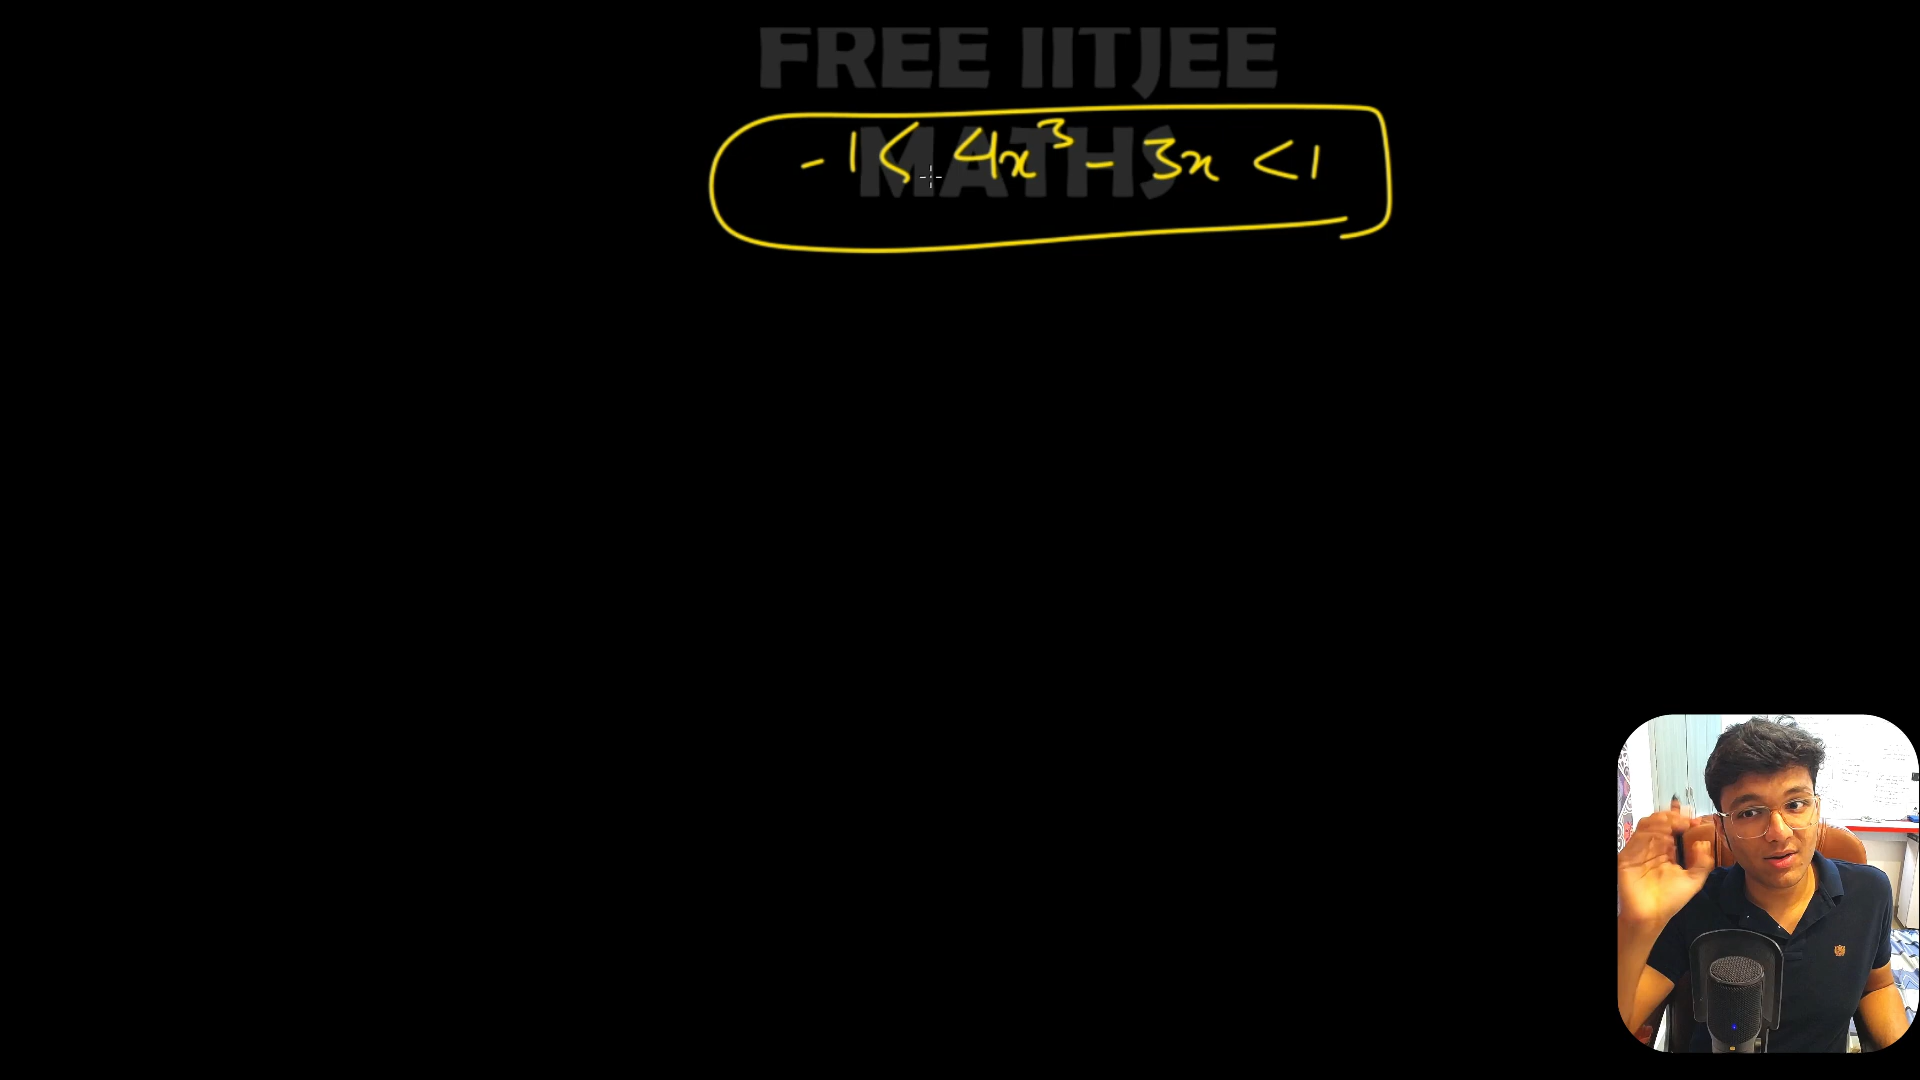 FREE IITJEE
MATHS
-1 < 4x³ - 3x < 1